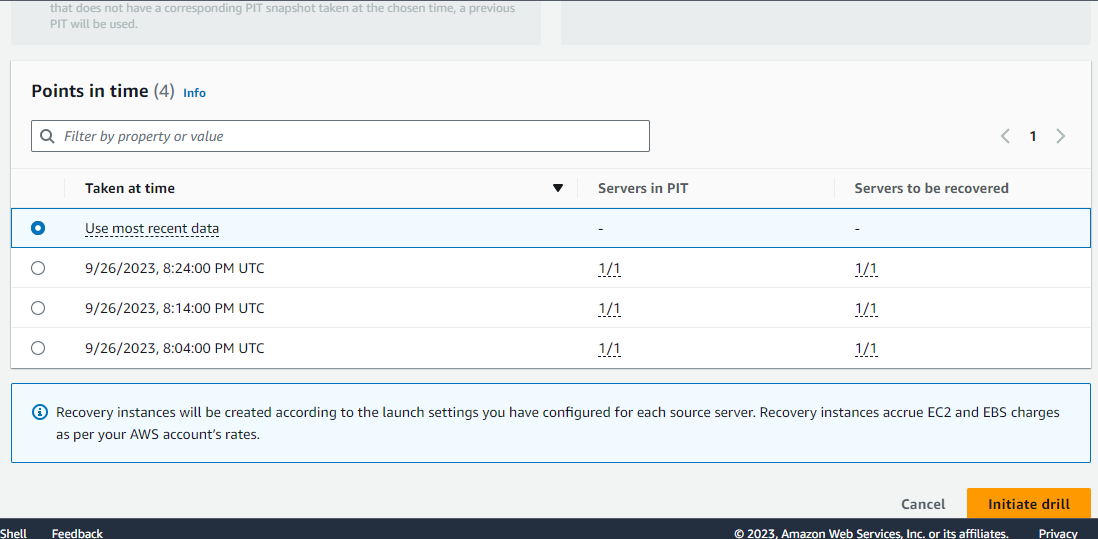 that does not have a corresponding PIT snapshot taken at the chosen time, a previous
PIT will be used.
Points in time (4) Info
Filter by property or value
1
Taken at time Servers in PIT Servers to be recovered
Use most recent data - -
9/26/2023, 8:24:00 PM UTC 1/1 1/1
9/26/2023, 8:14:00 PM UTC 1/1 1/1
9/26/2023, 8:04:00 PM UTC 1/1 1/1
Recovery instances will be created according to the launch settings you have configured for each source server. Recovery instances accrue EC2 and EBS charges
as per your AWS account's rates.
Cancel Initiate drill
Shell Feedback © 2023, Amazon Web Services, Inc. or its affiliates. Privacy